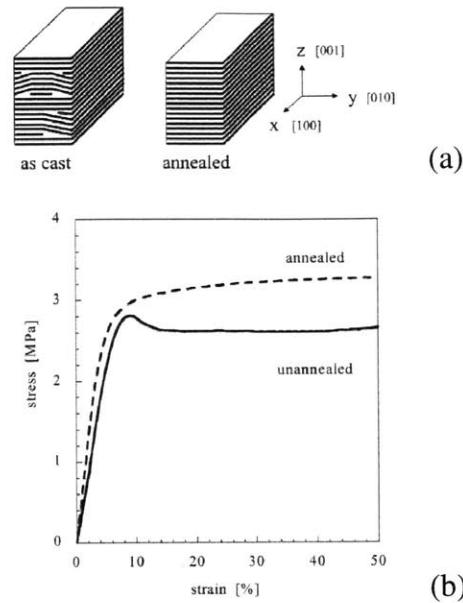 z [001]
y [010]
x [100]
as cast
annealed
(a)
4
annealed
3
unannealed
2
1
0
stress [MPa]
0 10 20 30 40 50
strain [%]
(b)